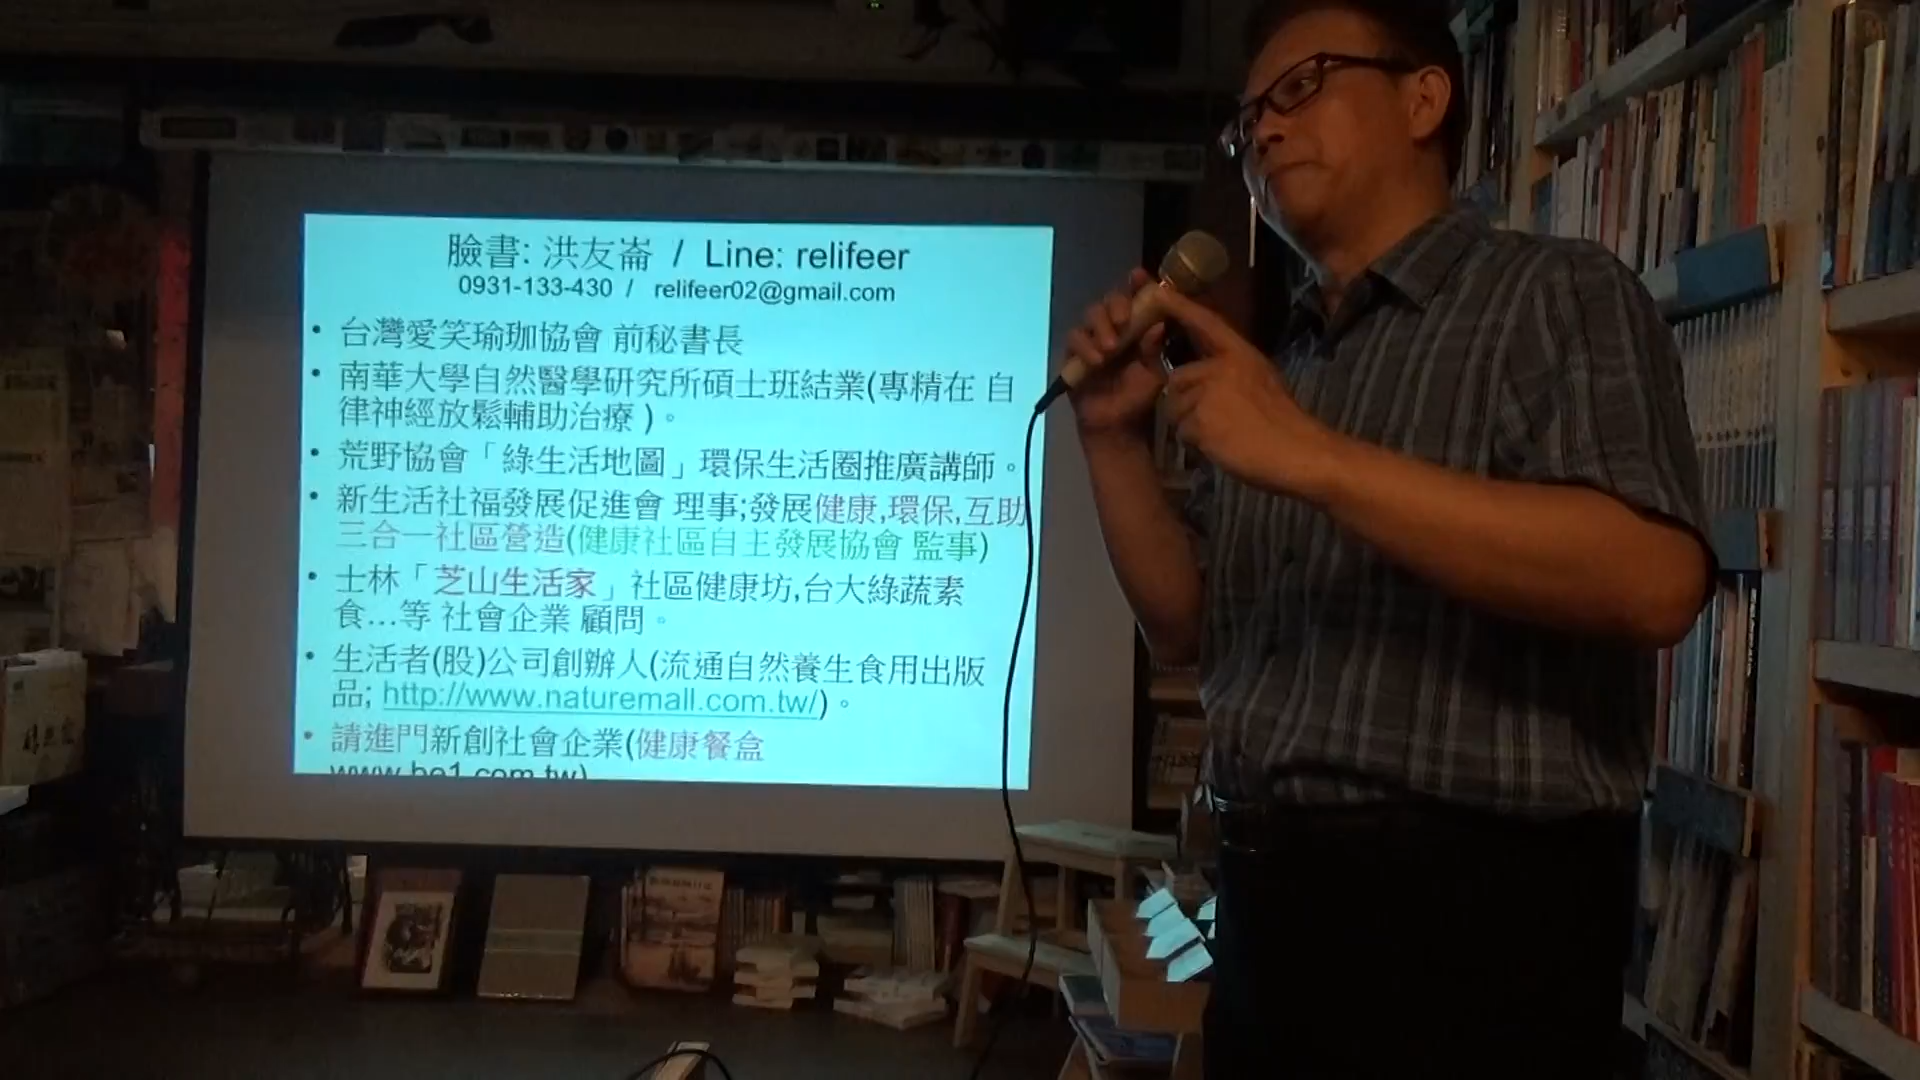 臉書: 洪友崙 / Line: relifeer
0931-133-430 / relifeer02@gmail.com
• 台灣愛笑瑜珈協會 前秘書長
• 南華大學自然醫學研究所碩士班結業(專精在 自
律神經放鬆輔助治療 )。
• 荒野協會「綠生活地圖」環保生活圈推廣講師。
• 新生活社福發展促進會 理事;發展健康,環保,互助
三合一社區營造(健康社區自主發展協會 監事)
• 士林「芝山生活家」社區健康坊,台大綠蔬素
食...等 社會企業 顧問。
• 生活者(股)公司創辦人(流通自然養生食用出版
品; http://www.naturemall.com.tw/)。
• 請進門新創社會企業(健康餐盒